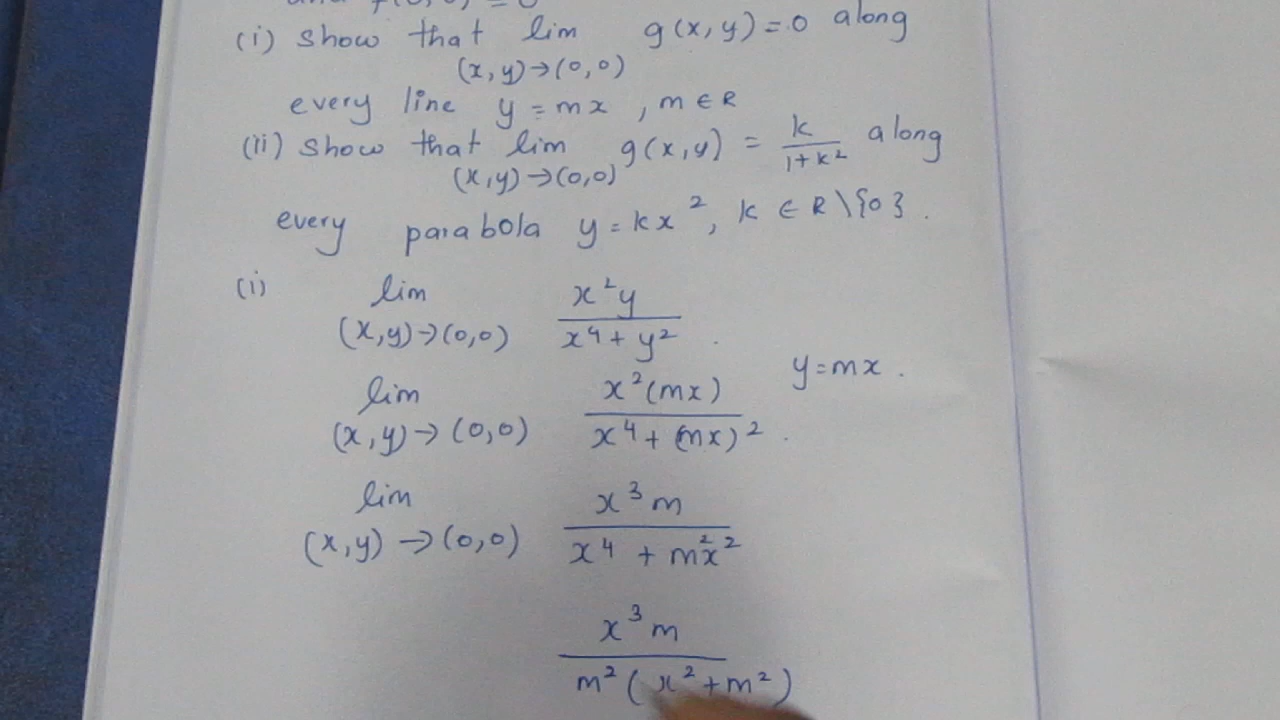 (i) show that lim g(x,y)=0 along
(x,y)→(0,0)
every line y=mx , m∈R
(ii) show that lim g(x,y) = k/1+k² along
(x,y)→(0,0)
every parabola y=kx², k ∈ R\{0}.
(i) lim x²y
(x,y)→(0,0) x⁴+y² .
y=mx .
lim x²(mx)
(x,y)→(0,0) x⁴+(mx)² .
lim x³m
(x,y)→(0,0) x⁴+m²x²
x³m
m²(x²+m²)